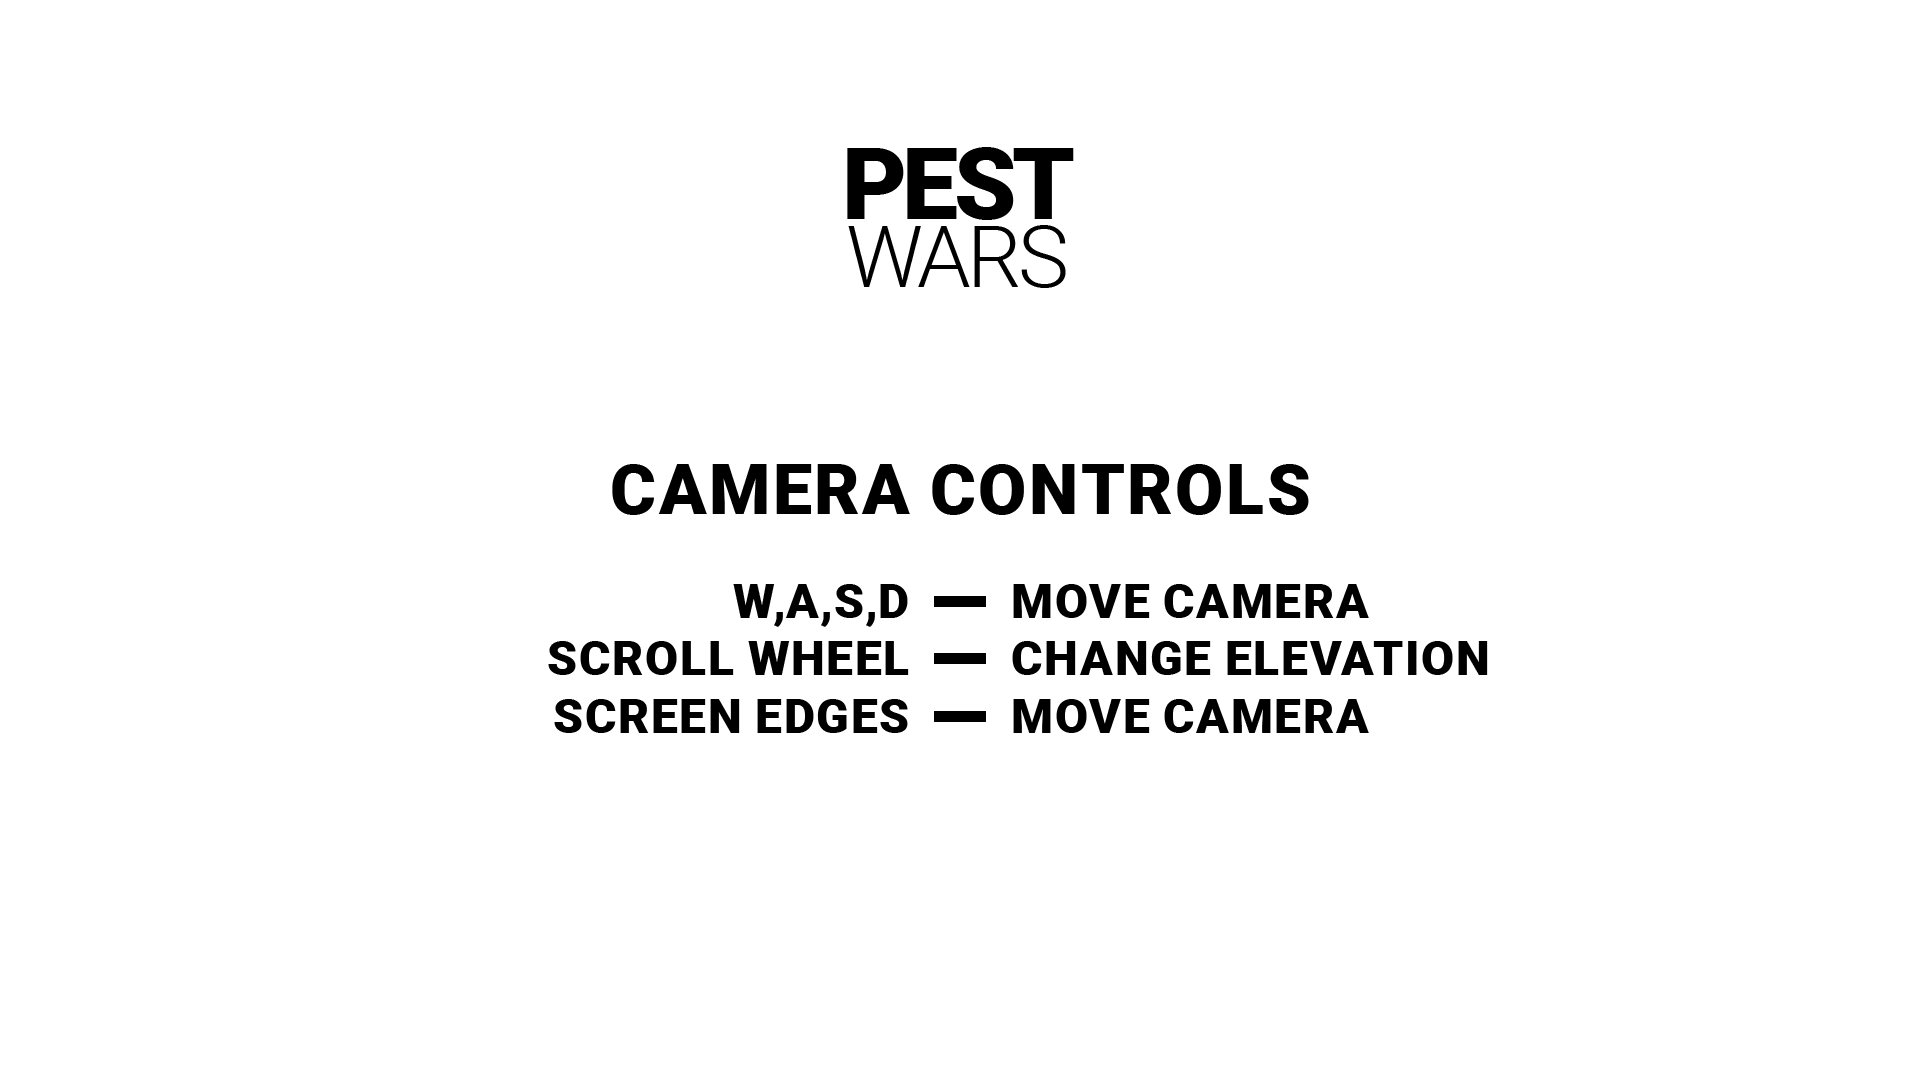 PEST
WARS
CAMERA CONTROLS
W,A,S,D — MOVE CAMERA
SCROLL WHEEL — CHANGE ELEVATION
SCREEN EDGES — MOVE CAMERA